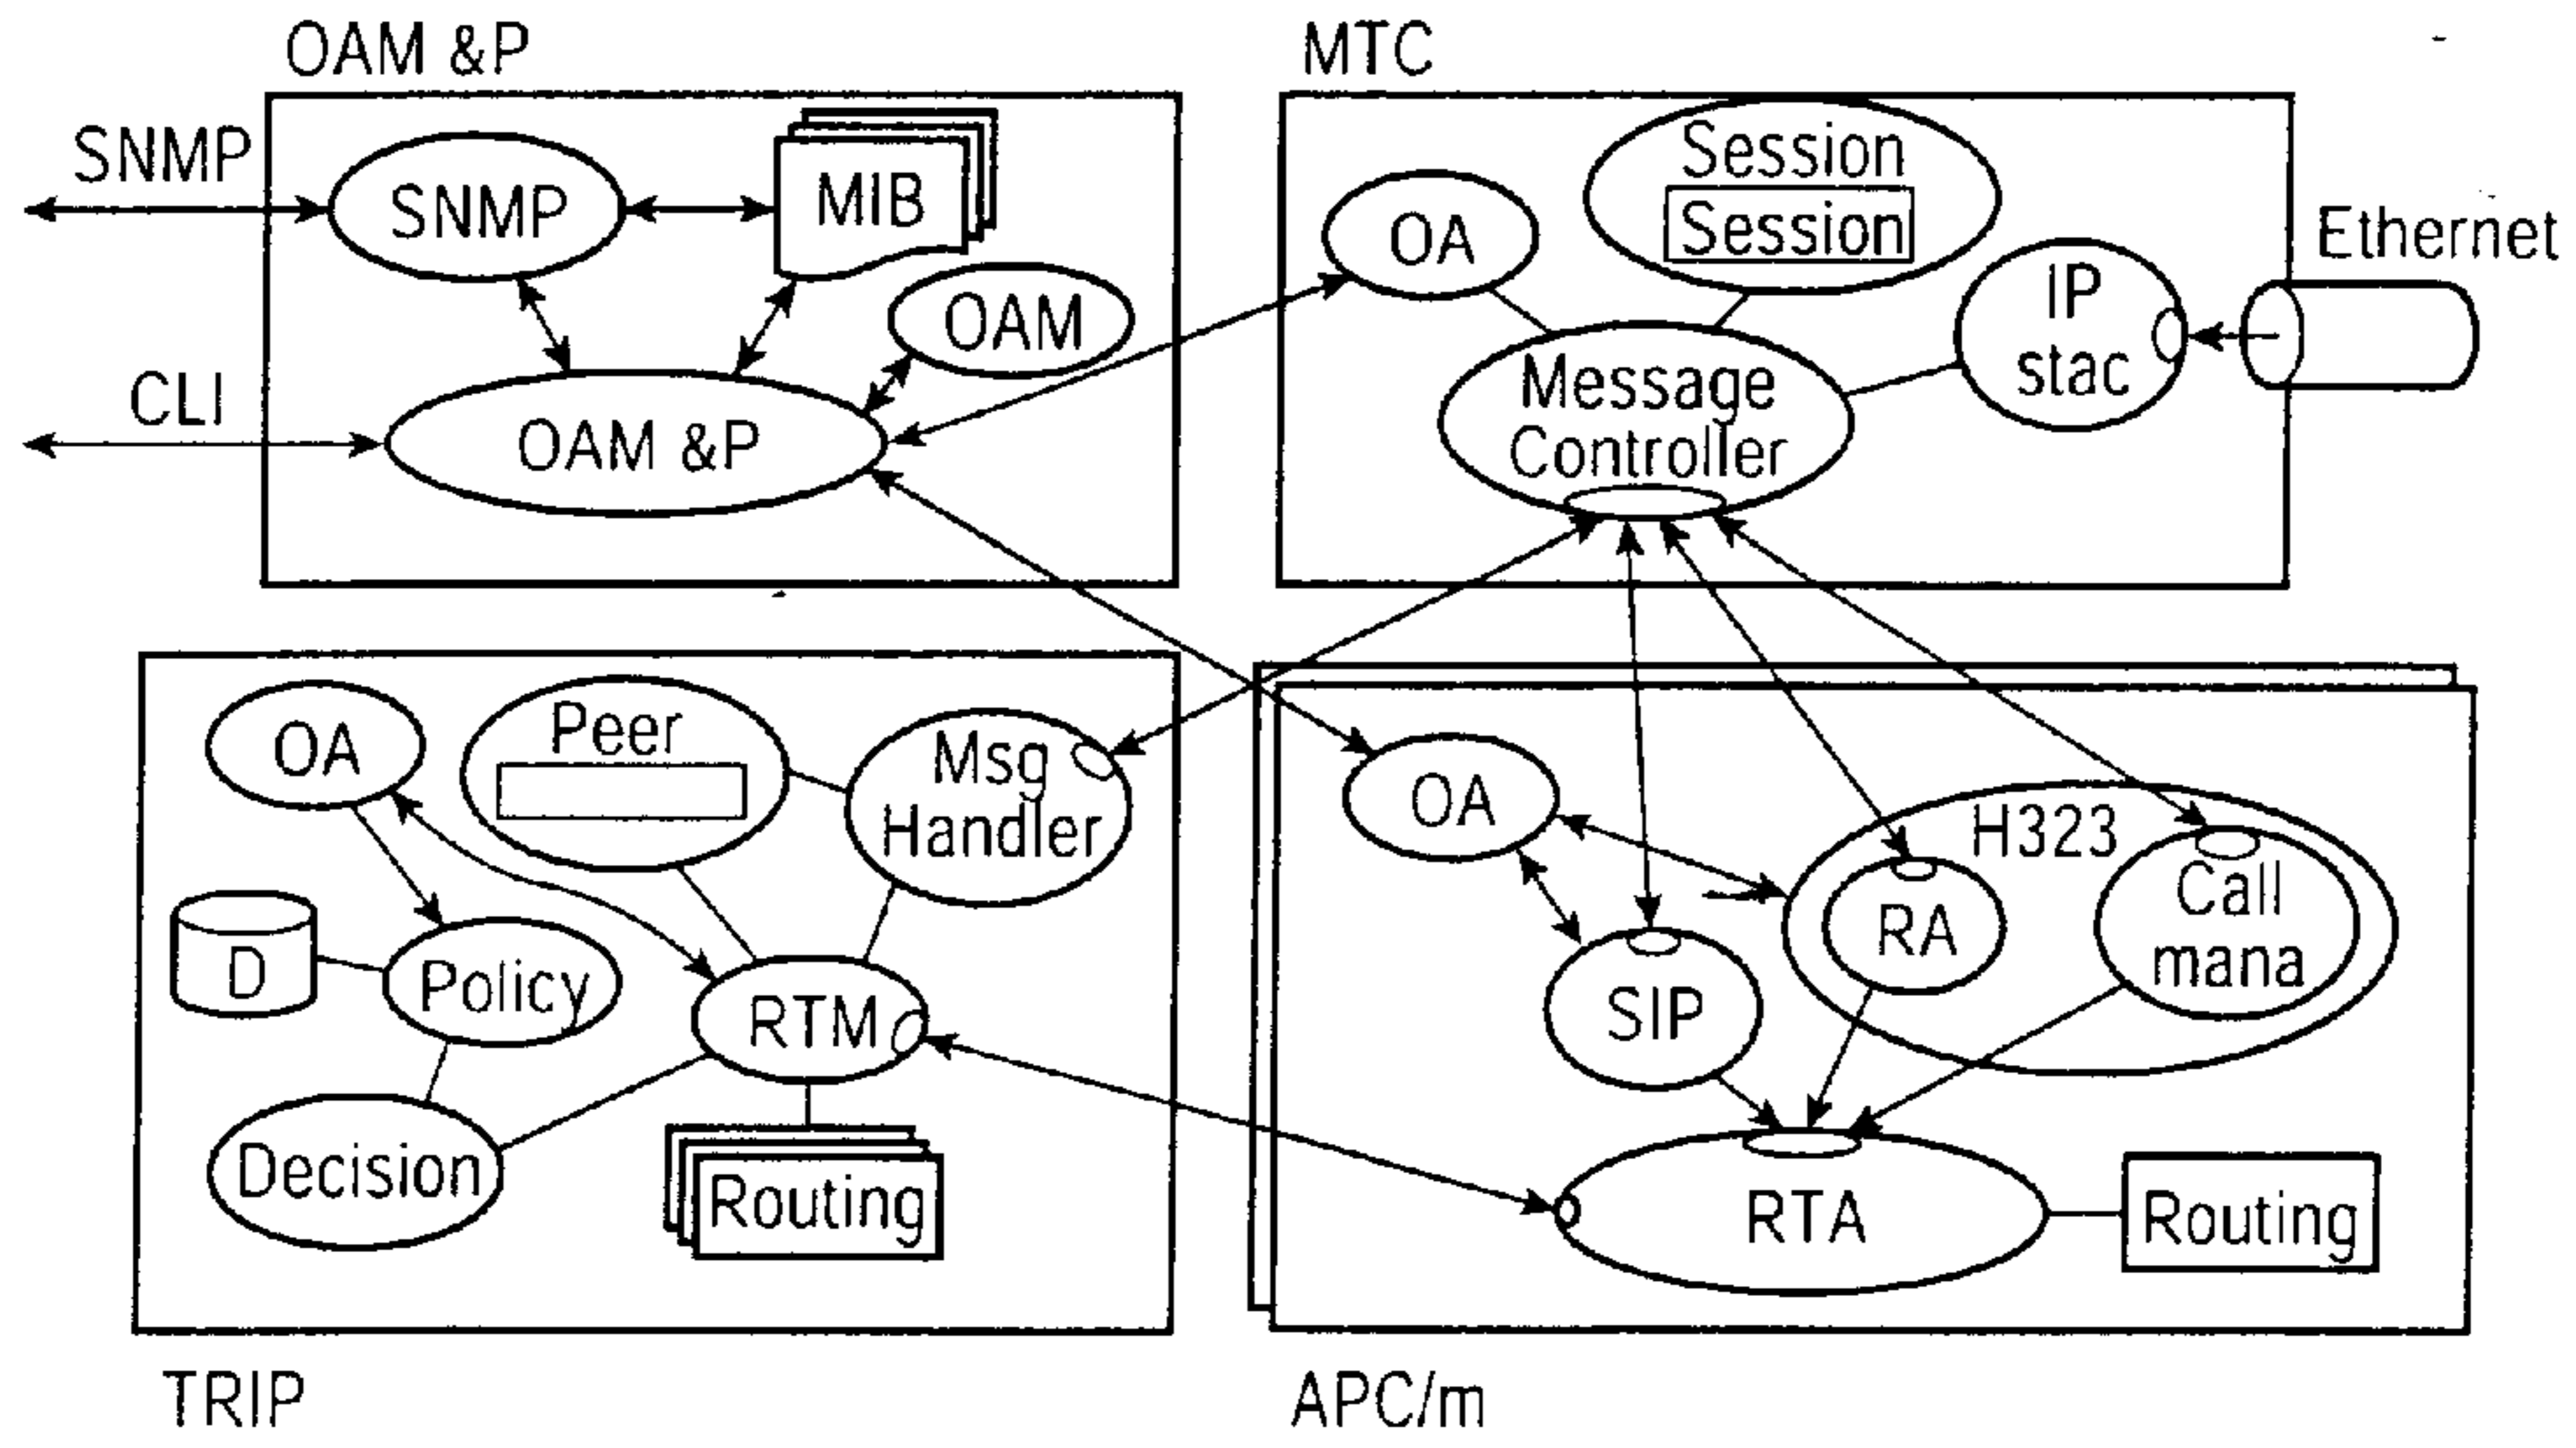 OAM &P
SNMP
SNMP
MIB
OAM
CLI
OAM &P
MTC
OA
Session
Session
IP
stac
Ethernet
Message
Controller
OA
Peer
Msg
Handler
D
Policy
RTM
Decision
Routing
TRIP
OA
H323
RA
Call
mana
SIP
RTA
Routing
APC/m